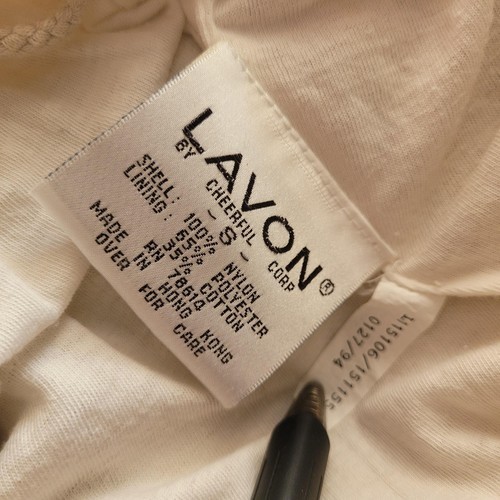 LAVON®
BY CHEERFUL CORP
- S -
SHELL: 100% NYLON
LINING: 65% POLYESTER
35% COTTON
RN 78614
MADE IN HONG KONG
OVER FOR CARE
L115106/151155
0127/94